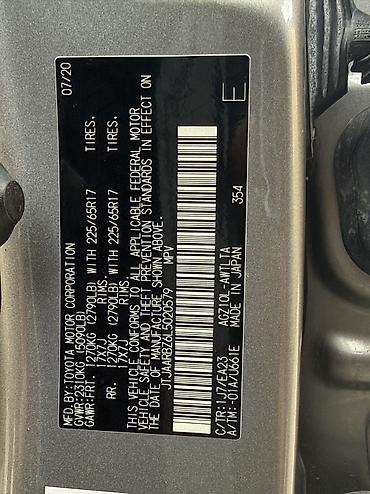 MFD.BY:TOYOTA MOTOR CORPORATION 07/20
GVWR:2310KG(5090LB)
GAWR:FRT. 1270KG(2790LB) WITH 225/65R17 TIRES.
17X7J RIMS.
RR. 1270KG(2790LB) WITH 225/65R17 TIRES.
17X7J RIMS.
THIS VEHICLE CONFORMS TO ALL APPLICABLE FEDERAL MOTOR
VEHICLE SAFETY AND THEFT PREVENTION STANDARDS IN EFFECT ON
THE DATE OF MANUFACTURE SHOWN ABOVE.
JTJAARBZ6L5020579 MPV
C/TR:1J7/EA23 AGZ10L-AWTLTA
A/TM:-01A/U661E MADE IN JAPAN 354
E